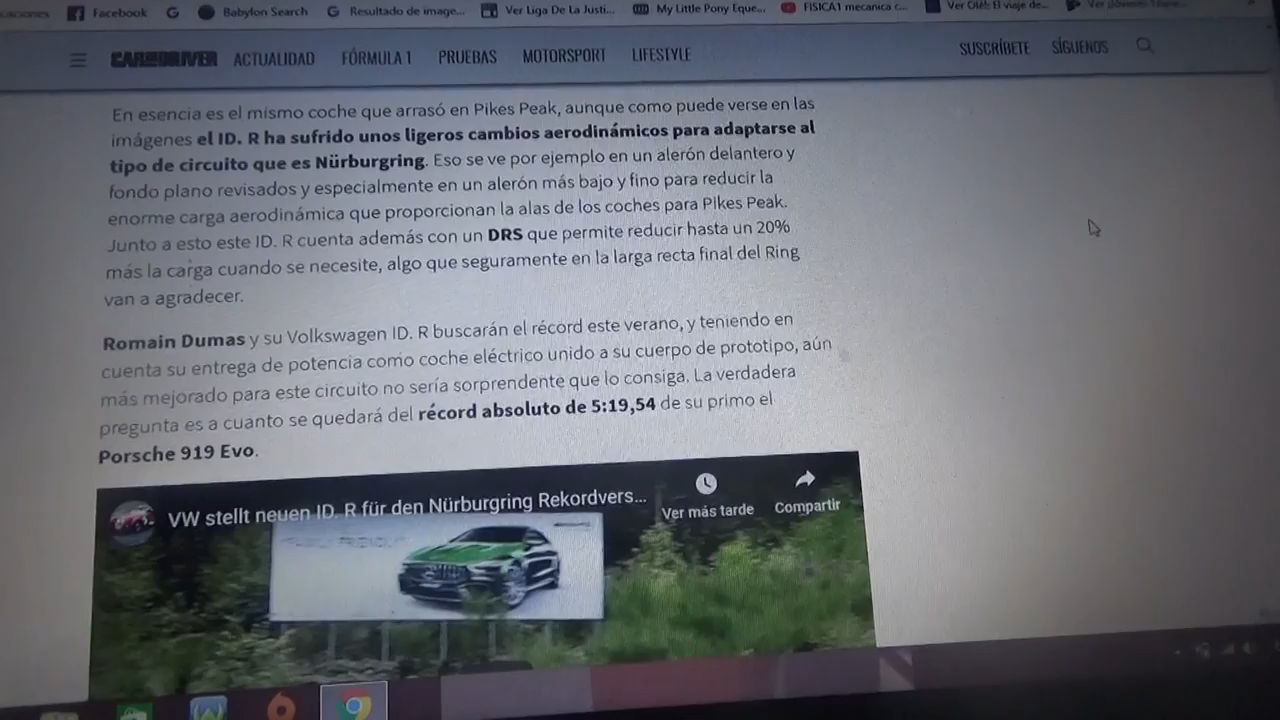 Facebook
Babylon Search
Resultado de image...
Ver Liga De La Justi...
My Little Pony Eque...
FISICA1 mecanica c...
Ver Olé!: El viaje de...
CAR AND DRIVER ACTUALIDAD FÓRMULA 1 PRUEBAS MOTORSPORT LIFESTYLE SUSCRÍBETE SÍGUENOS
En esencia es el mismo coche que arrasó en Pikes Peak, aunque como puede verse en las
imágenes el ID. R ha sufrido unos ligeros cambios aerodinámicos para adaptarse al
tipo de circuito que es Nürburgring. Eso se ve por ejemplo en un alerón delantero y
fondo plano revisados y especialmente en un alerón más bajo y fino para reducir la
enorme carga aerodinámica que proporcionan la alas de los coches para Pikes Peak.
Junto a esto este ID. R cuenta además con un DRS que permite reducir hasta un 20%
más la carga cuando se necesite, algo que seguramente en la larga recta final del Ring
van a agradecer.
Romain Dumas y su Volkswagen ID. R buscarán el récord este verano, y teniendo en
cuenta su entrega de potencia como coche eléctrico unido a su cuerpo de prototipo, aún
más mejorado para este circuito no sería sorprendente que lo consiga. La verdadera
pregunta es a cuanto se quedará del récord absoluto de 5:19,54 de su primo el
Porsche 919 Evo.
VW stellt neuen ID. R für den Nürburgring Rekordvers...
Ver más tarde
Compartir